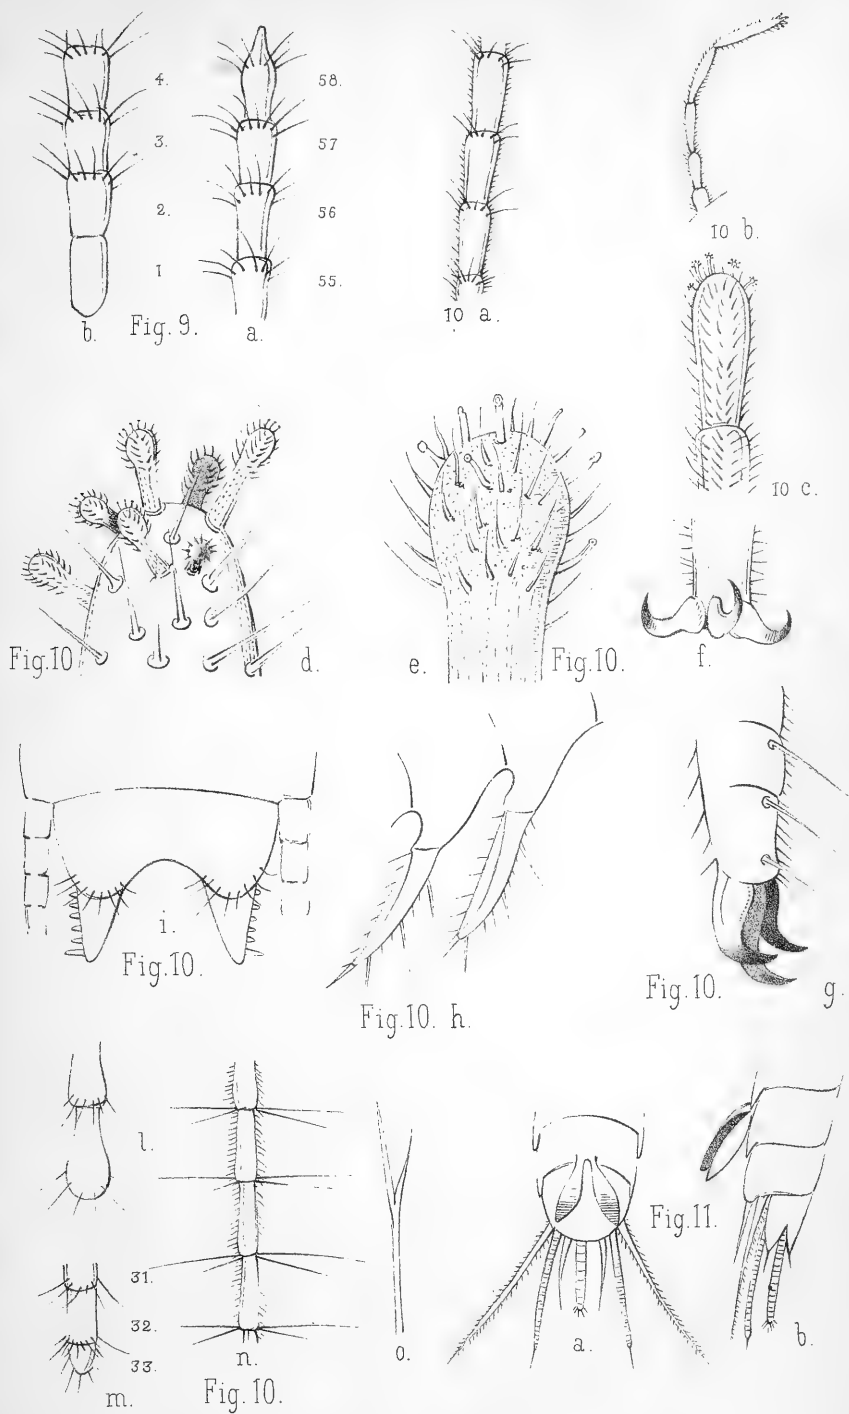 4.
58.
3.
57
2.
56
10 b.
1
55.
b.
Fig. 9.
a.
10 a.
10 c.
Fig.10
d.
e.
Fig.10.
f.
i.
Fig.10.
Fig.10. h.
Fig.10.
g.
l.
Fig.11.
31.
32.
33.
m.
n.
Fig.10.
o.
a.
b.